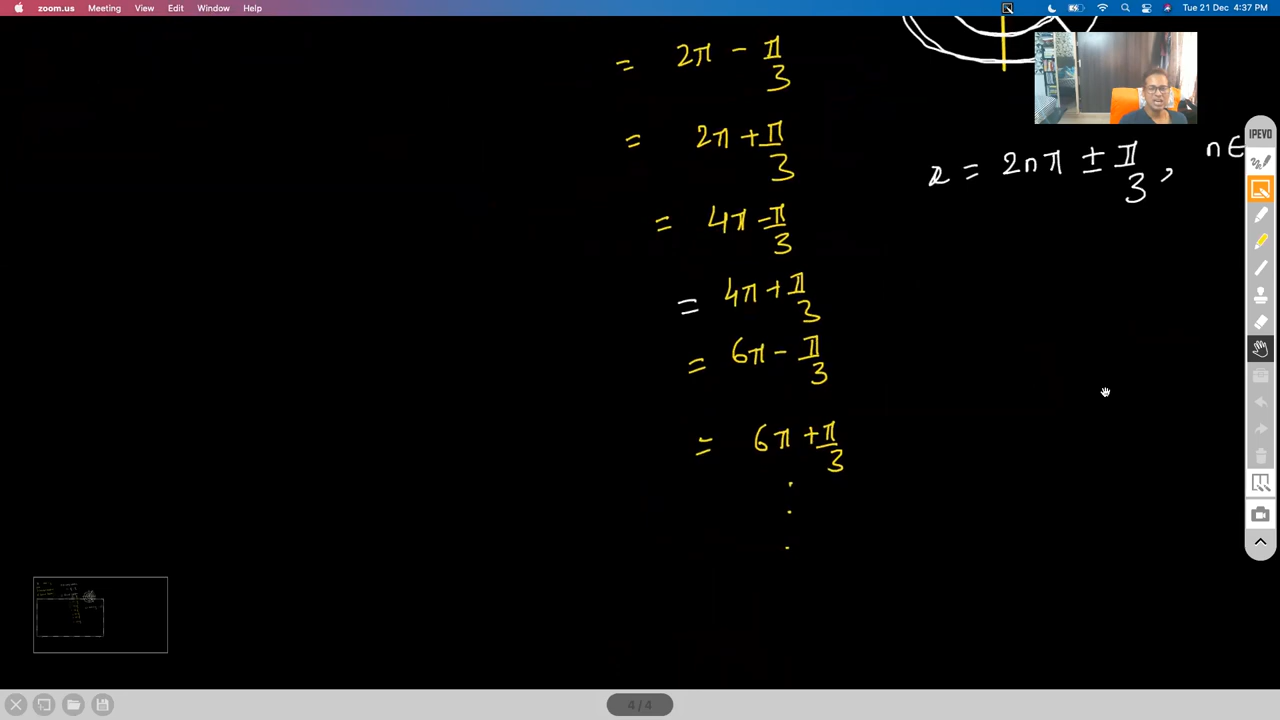 zoom.us Meeting View Edit Window Help Tue 21 Dec 4:37 PM
= 2π - π/3
= 2π + π/3
= 4π - π/3
= 4π + π/3
= 6π - π/3
= 6π + π/3
.
.
.
x = 2nπ ± π/3, n∈
IPEVO
4 / 4